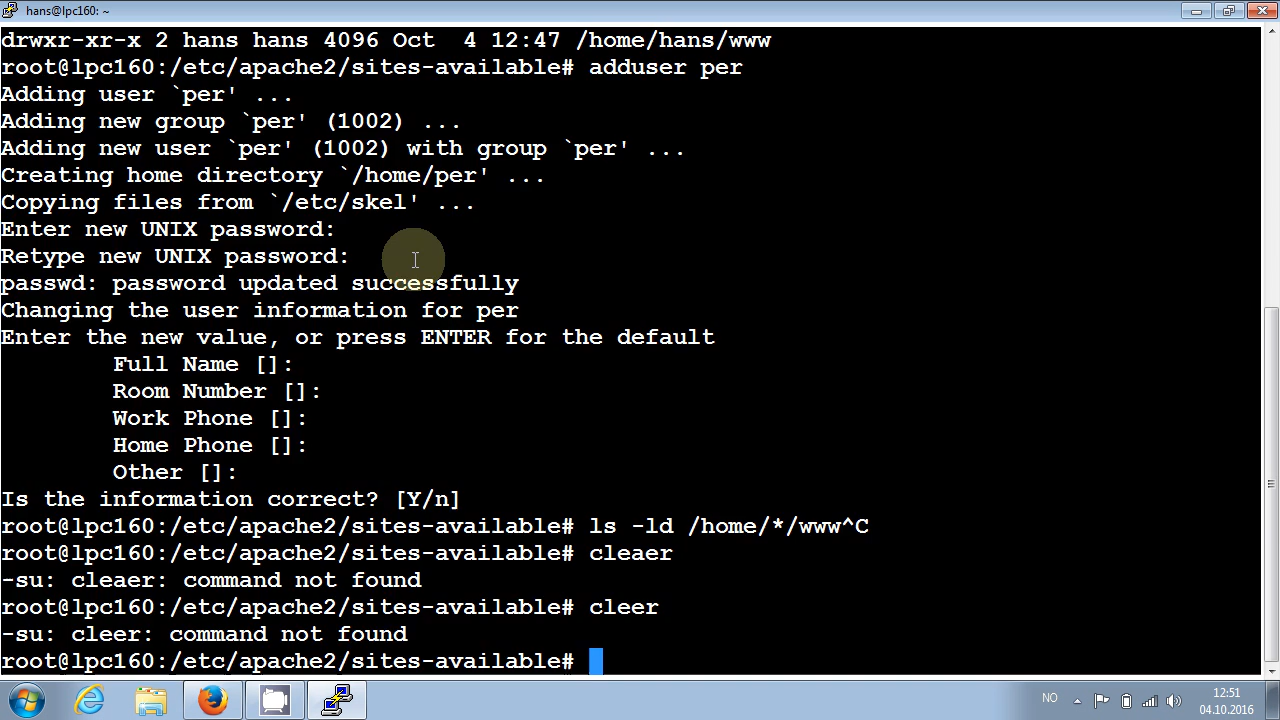 hans@lpc160: ~
drwxr-xr-x 2 hans hans 4096 Oct  4 12:47 /home/hans/www
root@lpc160:/etc/apache2/sites-available# adduser per
Adding user `per' ...
Adding new group `per' (1002) ...
Adding new user `per' (1002) with group `per' ...
Creating home directory `/home/per' ...
Copying files from `/etc/skel' ...
Enter new UNIX password:
Retype new UNIX password:
passwd: password updated successfully
Changing the user information for per
Enter the new value, or press ENTER for the default
        Full Name []:
        Room Number []:
        Work Phone []:
        Home Phone []:
        Other []:
Is the information correct? [Y/n]
root@lpc160:/etc/apache2/sites-available# ls -ld /home/*/www^C
root@lpc160:/etc/apache2/sites-available# cleaer
-su: cleaer: command not found
root@lpc160:/etc/apache2/sites-available# cleer
-su: cleer: command not found
root@lpc160:/etc/apache2/sites-available#
NO
12:51
04.10.2016